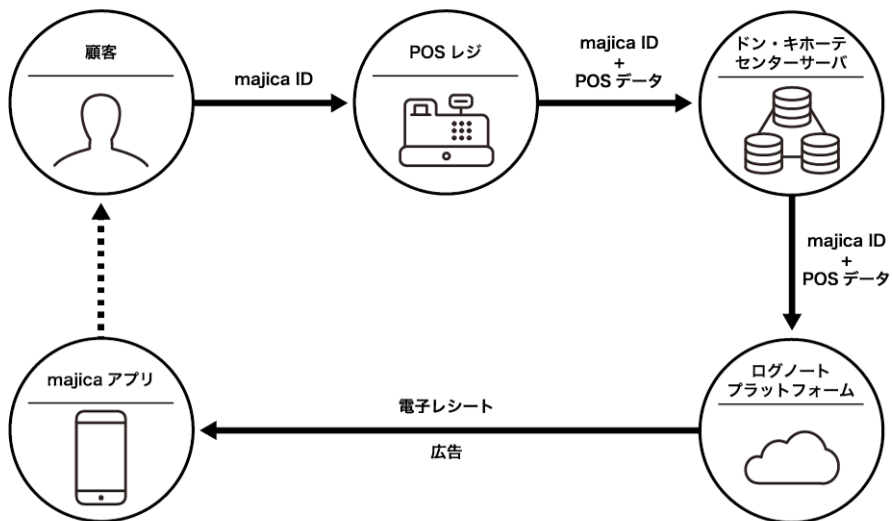 顧客
majica ID
POS レジ
majica ID
+
POS データ
ドン・キホーテ
センターサーバ
majica ID
+
POS データ
ログノート
プラットフォーム
電子レシート
広告
majica アプリ